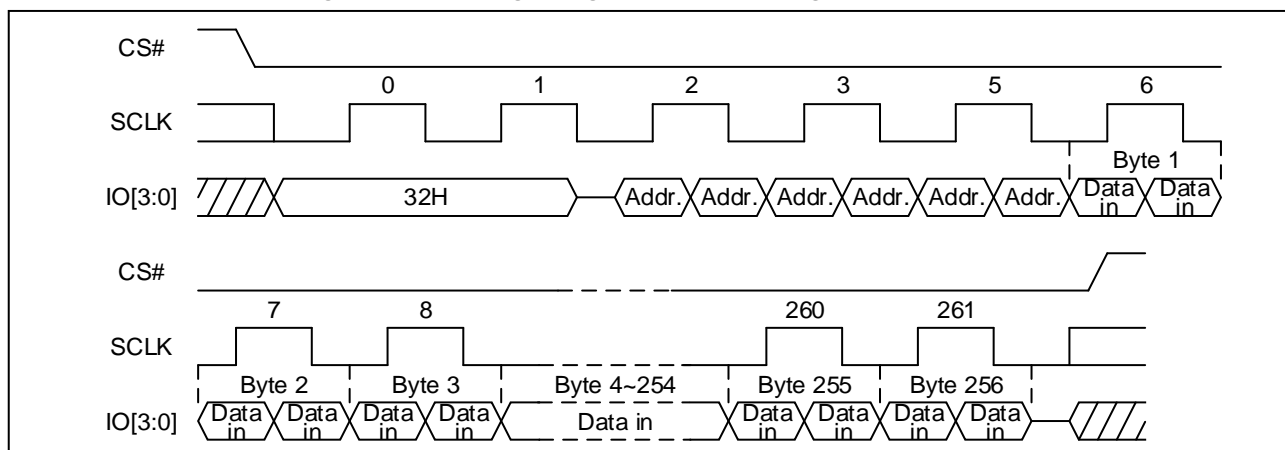 CS#
0 1 2 3 5 6
SCLK
Byte 1
IO[3:0] 32H Addr. Addr. Addr. Addr. Addr. Addr. Data in Data in
CS#
7 8 260 261
SCLK
Byte 2 Byte 3 Byte 4~254 Byte 255 Byte 256
IO[3:0] Data in Data in Data in Data in Data in Data in Data in Data in Data in